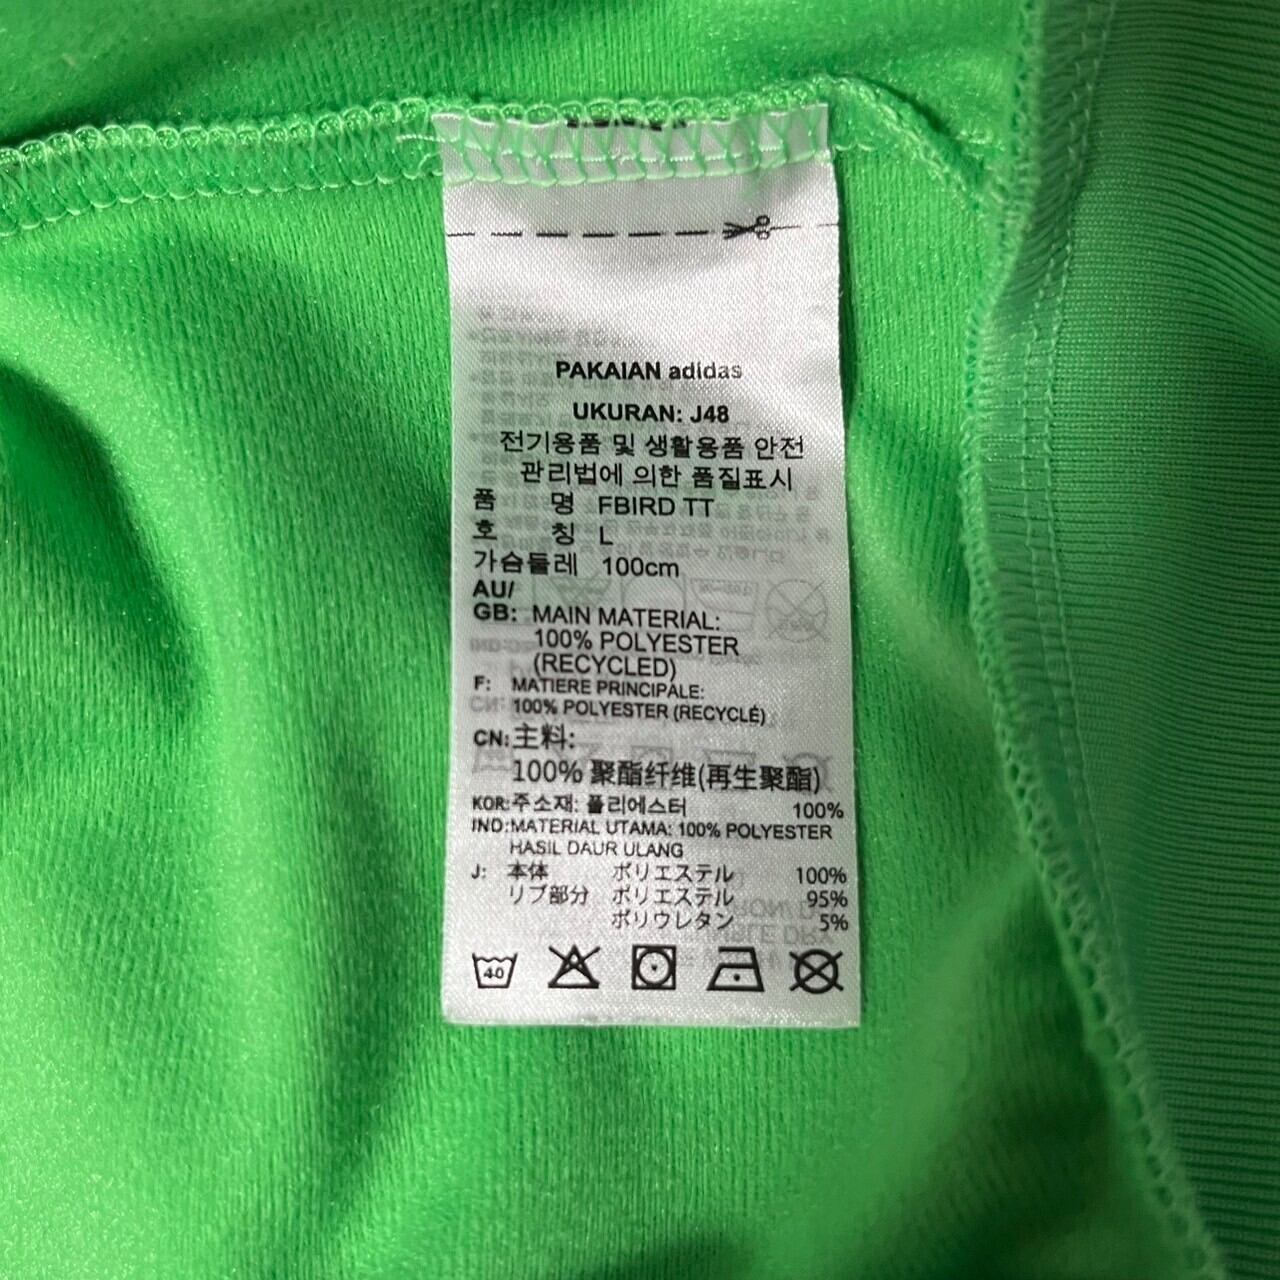 PAKAIAN adidas
UKURAN: J48
전기용품 및 생활용품 안전
관리법에 의한 품질표시
품 명 FBIRD TT
호 칭 L
가슴둘레 100cm
AU/
GB: MAIN MATERIAL:
100% POLYESTER
(RECYCLED)
F: MATIERE PRINCIPALE:
100% POLYESTER (RECYCLÉ)
CN: 主料:
100% 聚酯纤维(再生聚酯)
KOR: 주소재: 폴리에스터 100%
IND: MATERIAL UTAMA: 100% POLYESTER
HASIL DAUR ULANG
J: 本体 ポリエステル 100%
リブ部分 ポリエステル 95%
ポリウレタン 5%
40